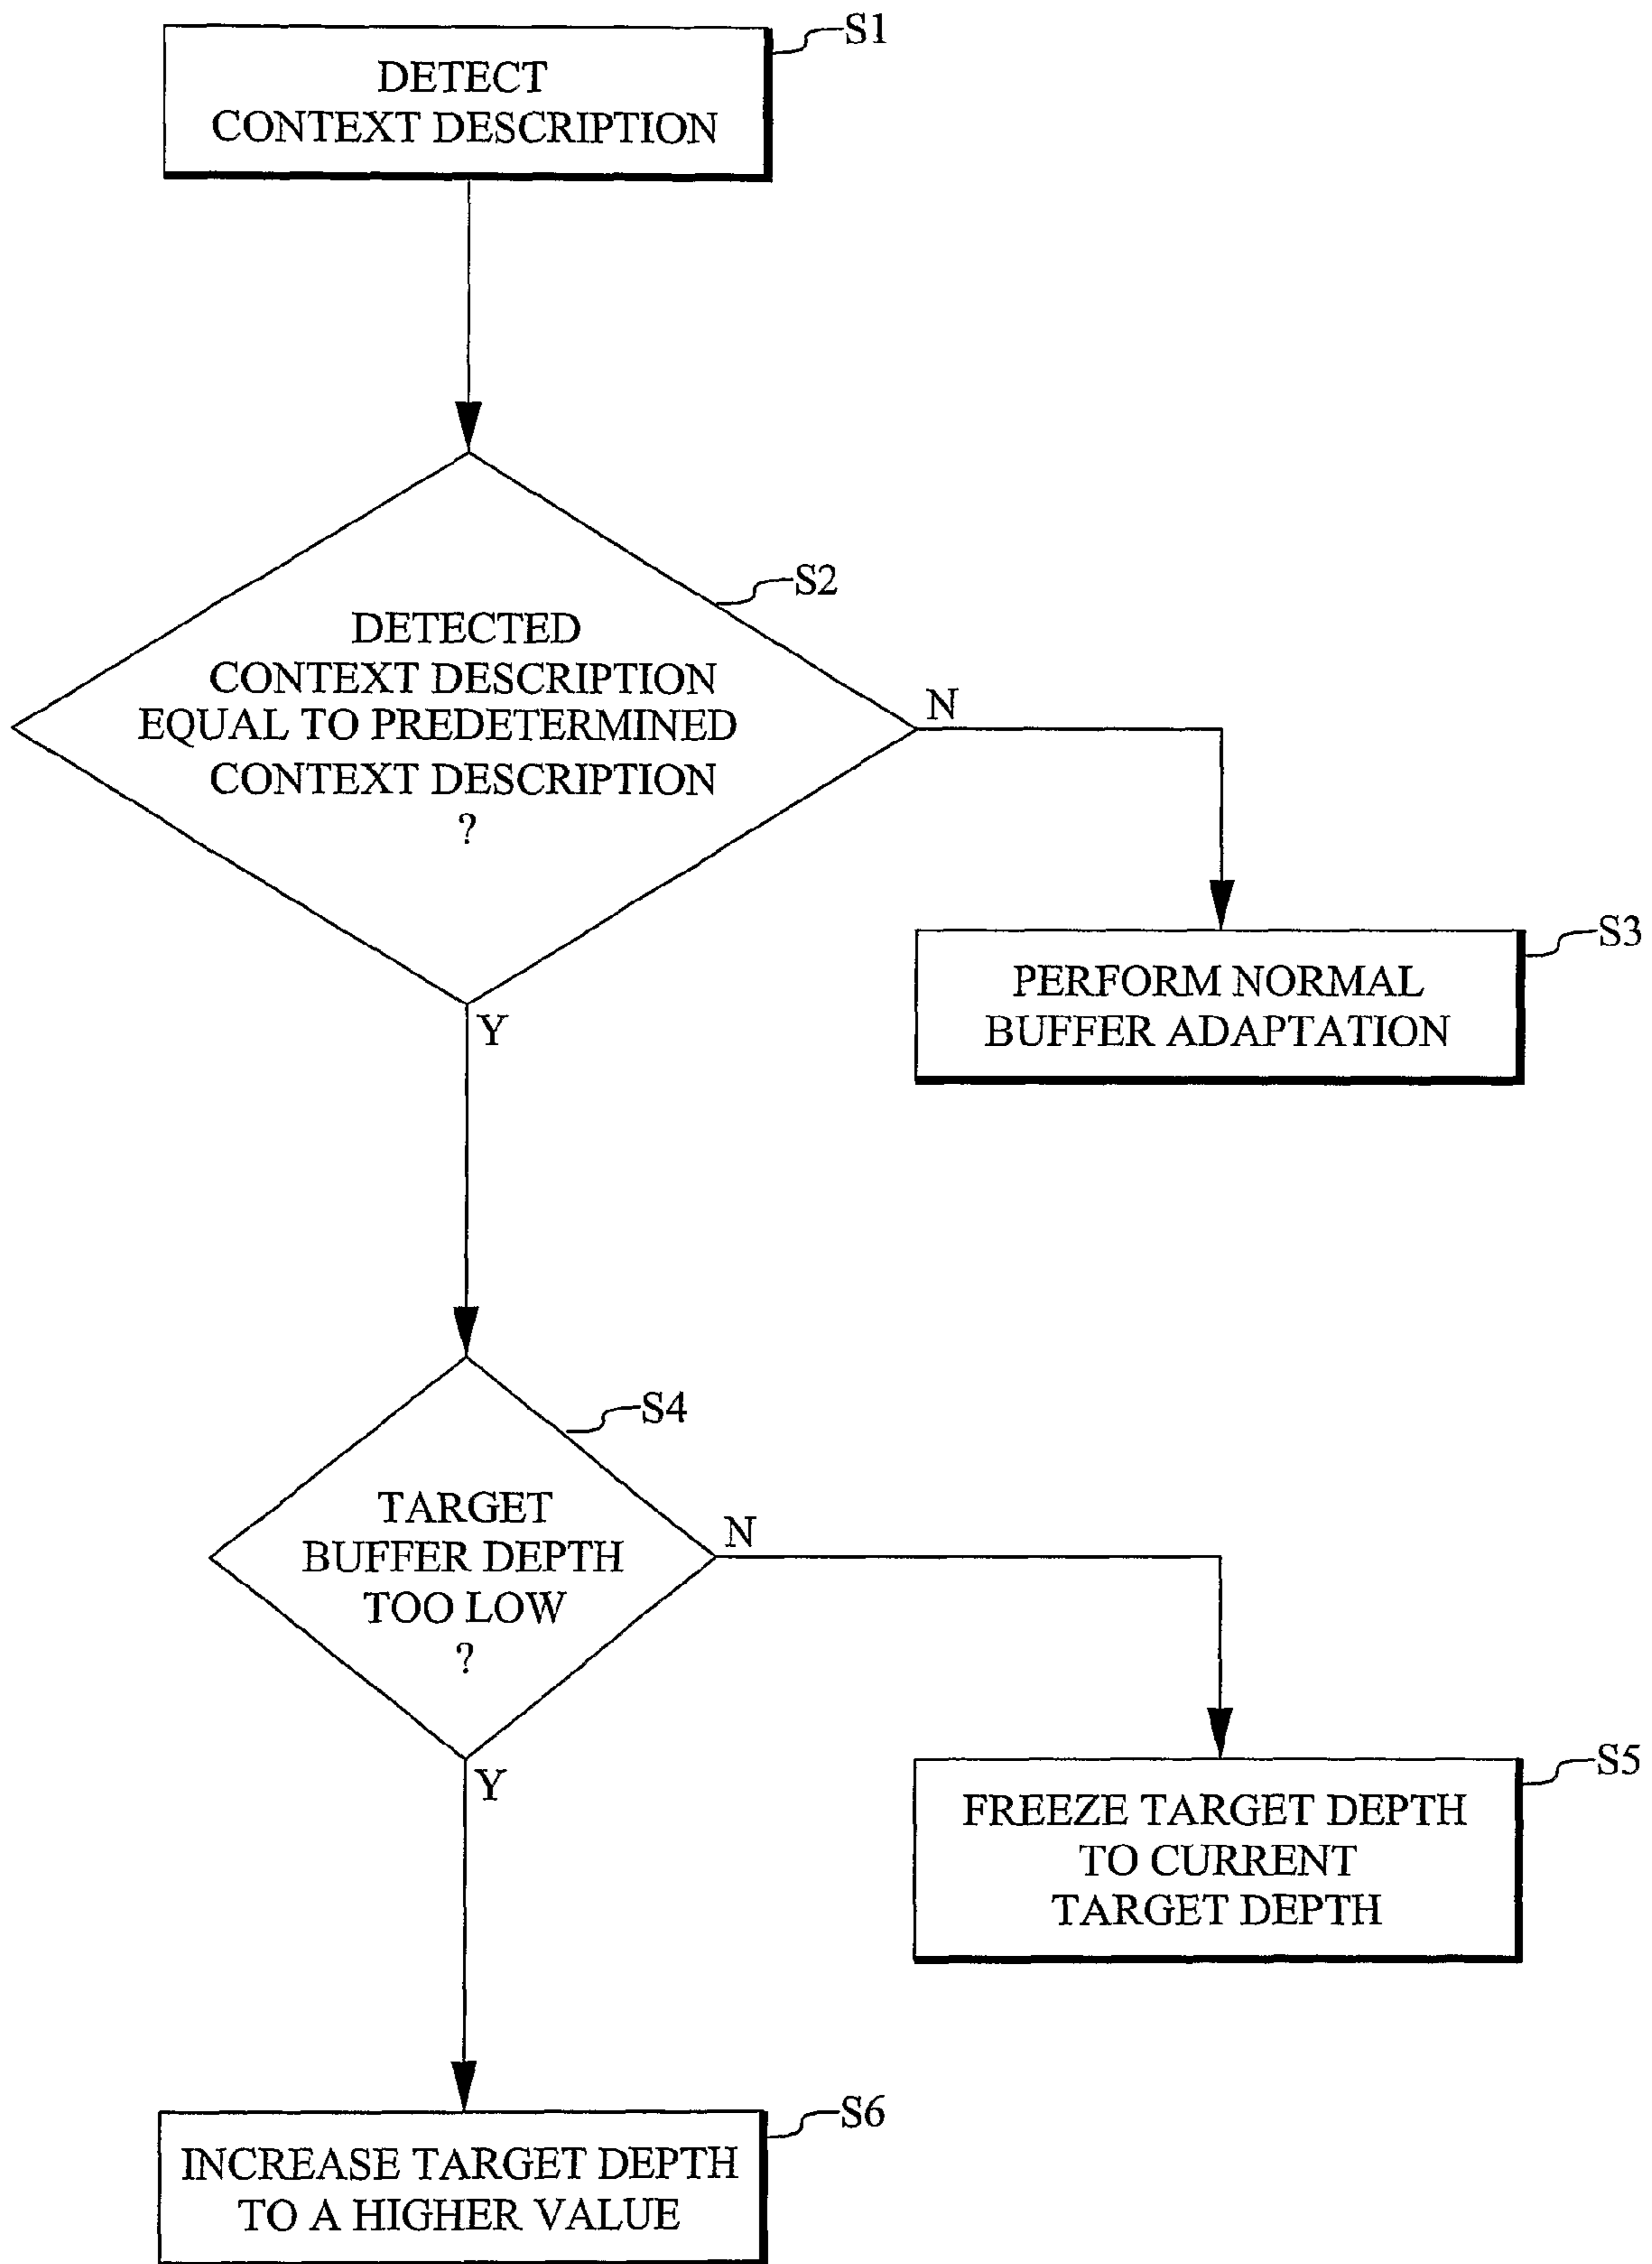 S1
DETECT
CONTEXT DESCRIPTION
S2
DETECTED
CONTEXT DESCRIPTION
EQUAL TO PREDETERMINED
CONTEXT DESCRIPTION
?
N
S3
PERFORM NORMAL
BUFFER ADAPTATION
Y
S4
TARGET
BUFFER DEPTH
TOO LOW
?
N
S5
FREEZE TARGET DEPTH
TO CURRENT
TARGET DEPTH
Y
S6
INCREASE TARGET DEPTH
TO A HIGHER VALUE